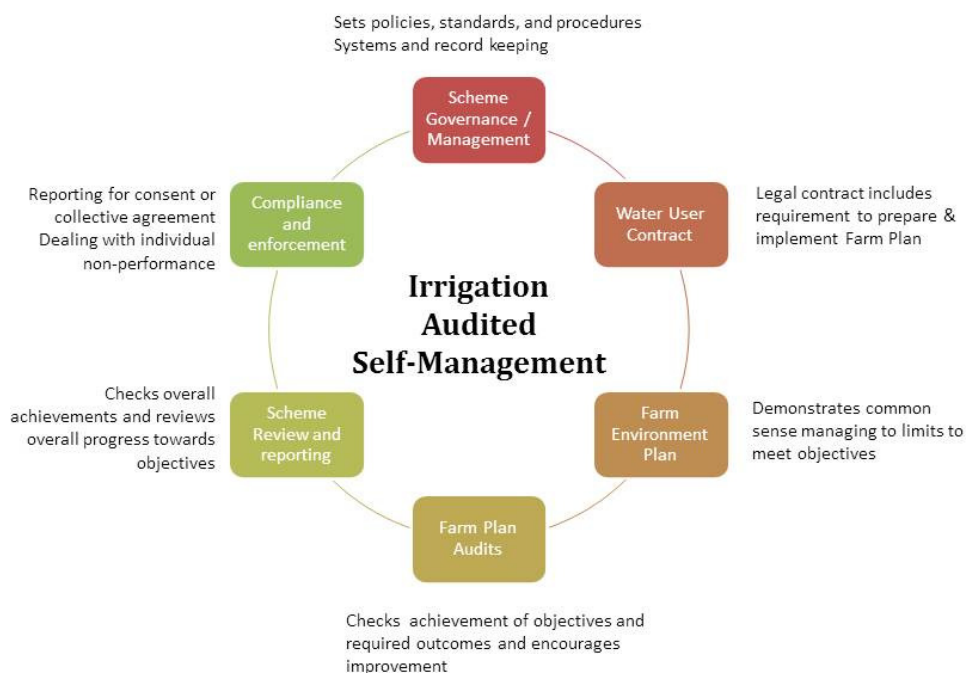 Sets policies, standards, and procedures
Systems and record keeping
Scheme
Governance /
Management
Water User
Contract
Legal contract includes
requirement to prepare &
implement Farm Plan
Farm
Environment
Plan
Demonstrates common
sense managing to limits to
meet objectives
Farm Plan
Audits
Checks achievement of objectives and
required outcomes and encourages
improvement
Scheme
Review and
reporting
Checks overall
achievements and reviews
overall progress towards
objectives
Compliance
and
enforcement
Reporting for consent or
collective agreement
Dealing with individual
non-performance
Irrigation
Audited
Self-Management